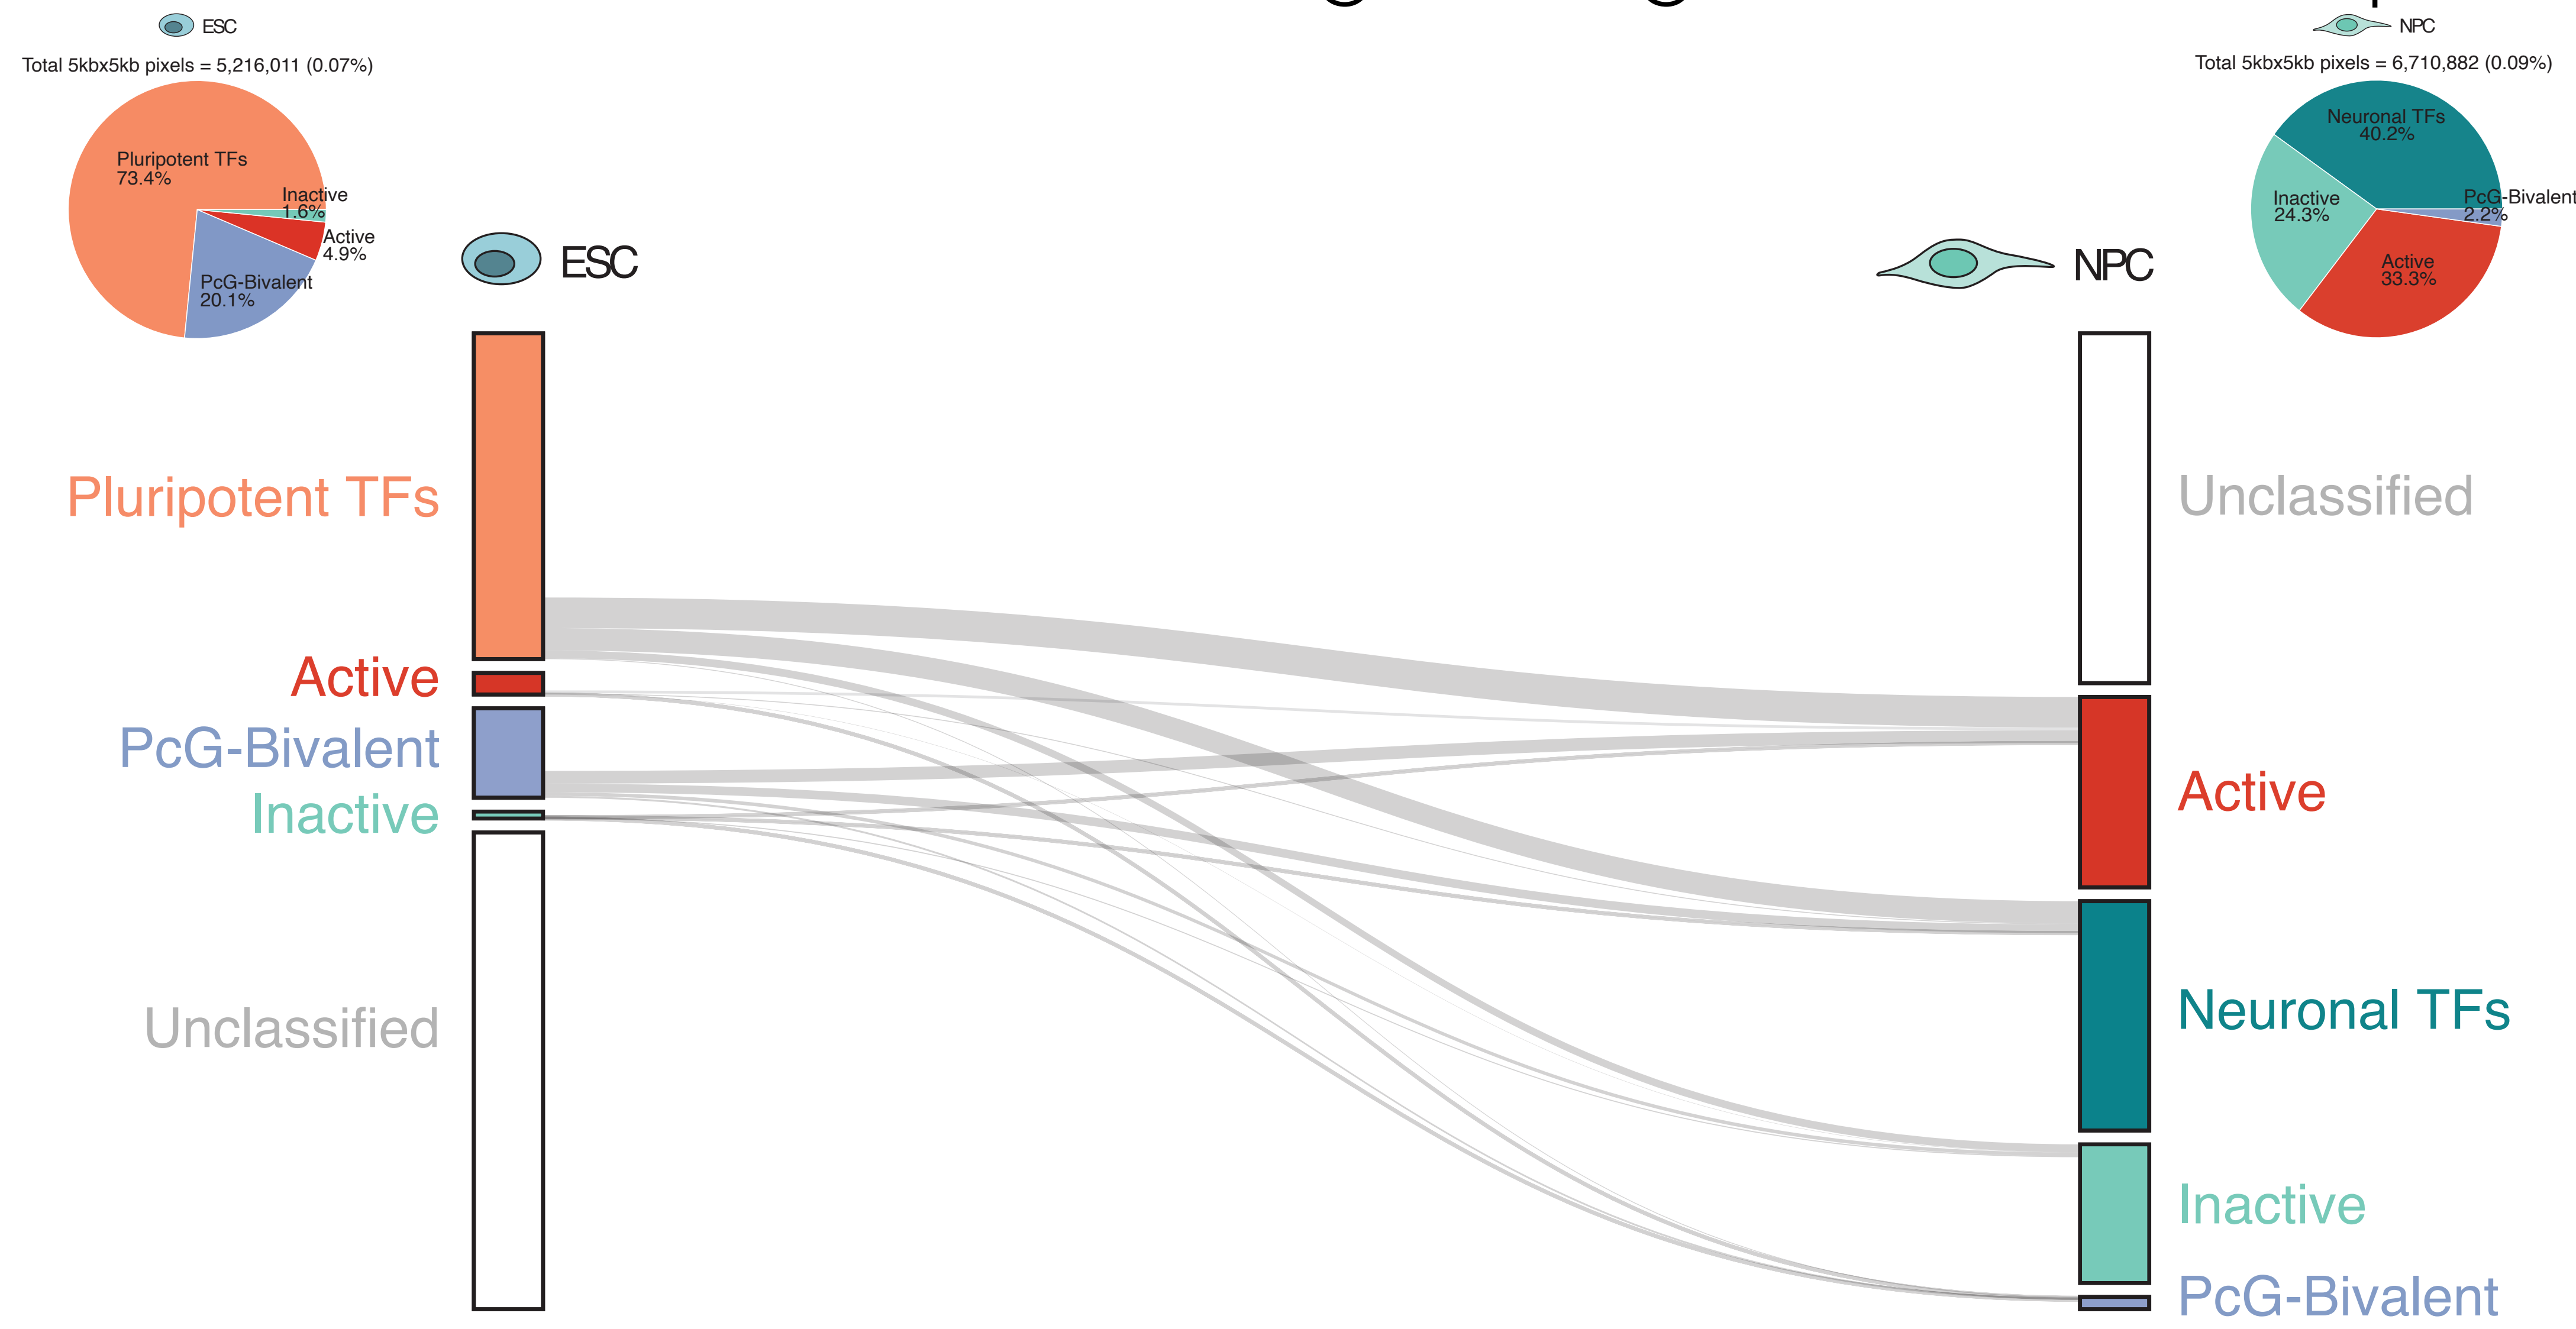 ESC
Total 5kbx5kb pixels = 5,216,011 (0.07%)
Pluripotent TFs
73.4%
Inactive
1.6%
Active
4.9%
PcG-Bivalent
20.1%
NPC
Total 5kbx5kb pixels = 6,710,882 (0.09%)
Neuronal TFs
40.2%
PcG-Bivalent
2.2%
Inactive
24.3%
Active
33.3%
ESC
NPC
Pluripotent TFs
Active
PcG-Bivalent
Inactive
Unclassified
Unclassified
Active
Neuronal TFs
Inactive
PcG-Bivalent